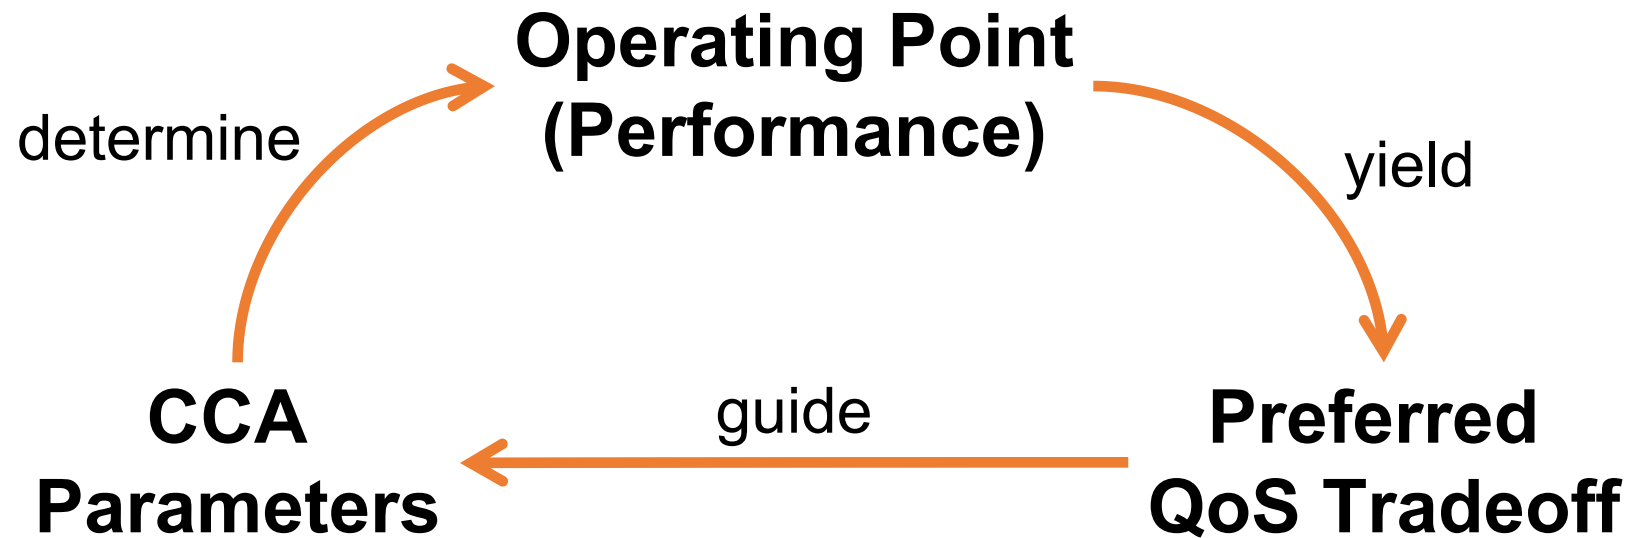 Operating Point
(Performance)
determine
yield
guide
CCA
Parameters
Preferred
QoS Tradeoff